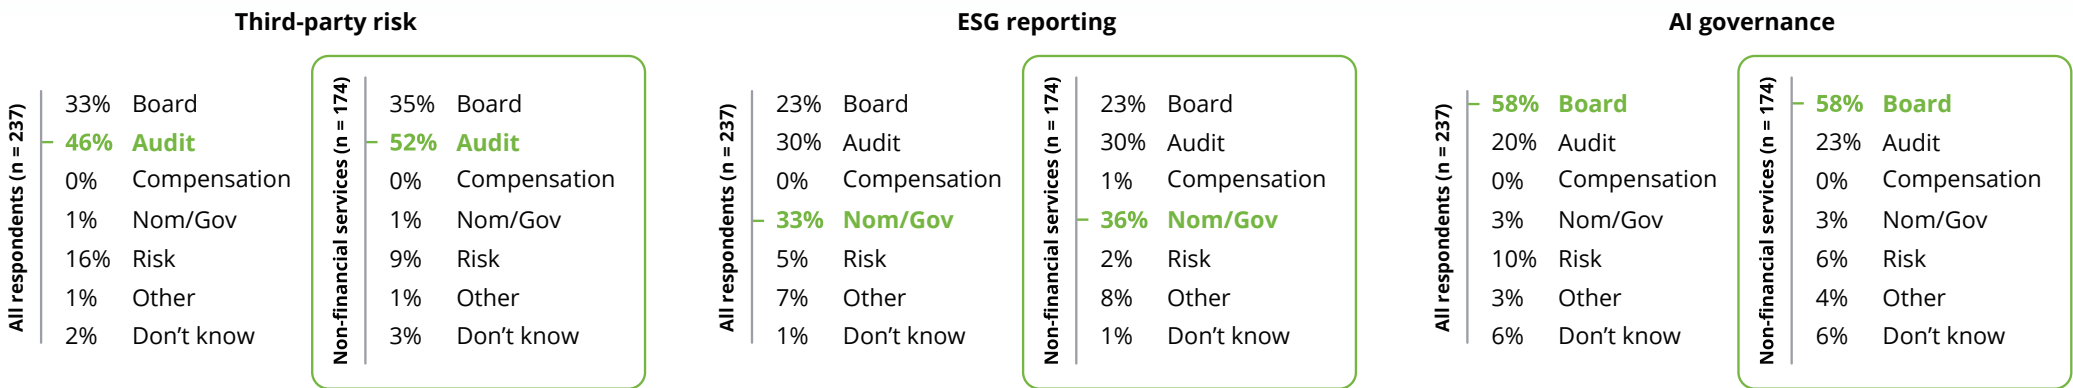 Third-party risk
All respondents (n = 237)
33% Board
46% Audit
0% Compensation
1% Nom/Gov
16% Risk
1% Other
2% Don’t know
Non-financial services (n = 174)
35% Board
52% Audit
0% Compensation
1% Nom/Gov
9% Risk
1% Other
3% Don’t know
ESG reporting
All respondents (n = 237)
23% Board
30% Audit
0% Compensation
33% Nom/Gov
5% Risk
7% Other
1% Don’t know
Non-financial services (n = 174)
23% Board
30% Audit
1% Compensation
36% Nom/Gov
2% Risk
8% Other
1% Don’t know
AI governance
All respondents (n = 237)
58% Board
20% Audit
0% Compensation
3% Nom/Gov
10% Risk
3% Other
6% Don’t know
Non-financial services (n = 174)
58% Board
23% Audit
0% Compensation
3% Nom/Gov
6% Risk
4% Other
6% Don’t know